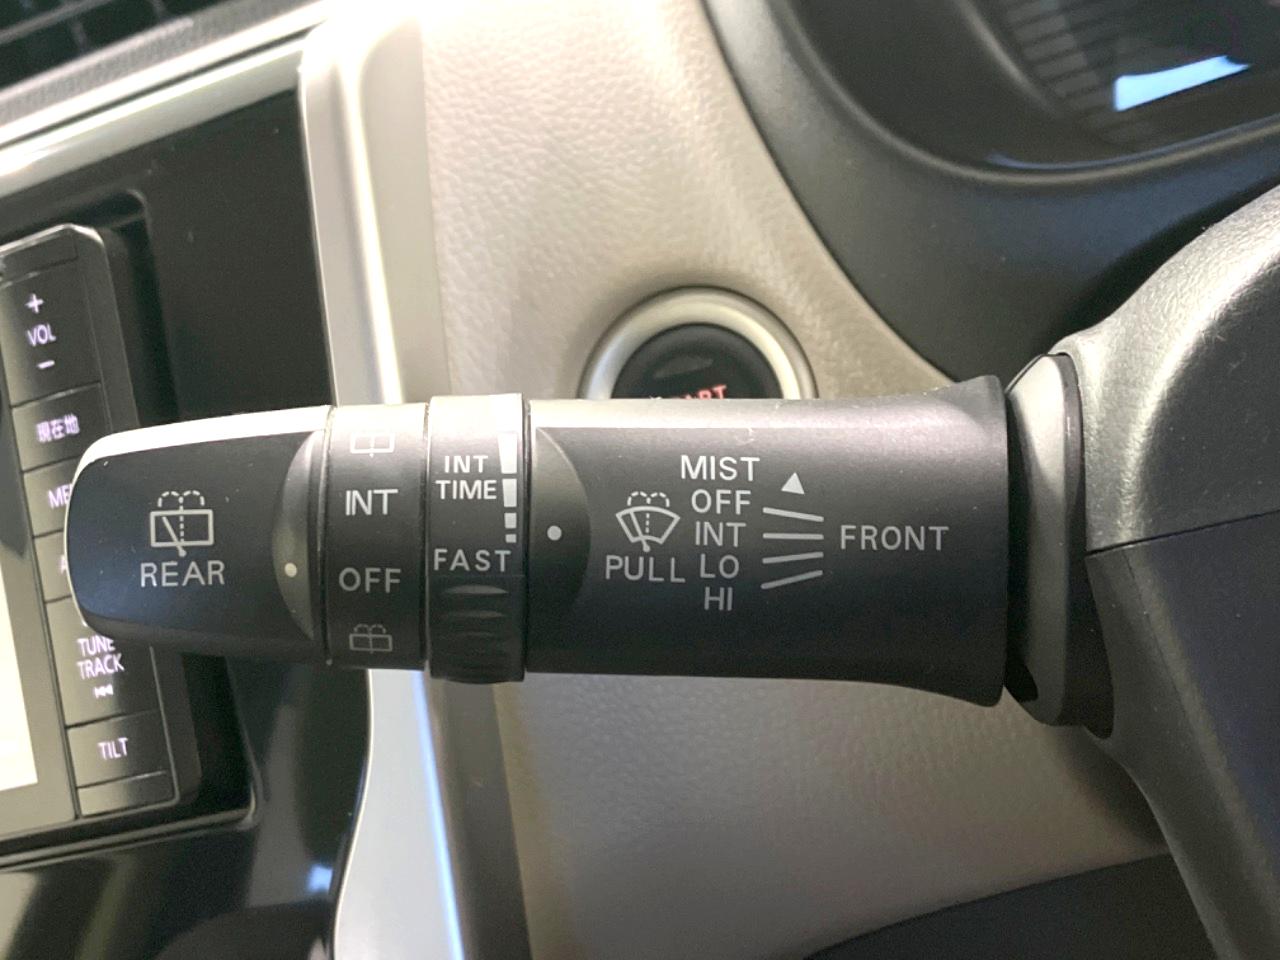 +
VOL
−
現在地
TUNE
TRACK
TILT
REAR
INT
OFF
INT
TIME
FAST
PULL
MIST
OFF
INT
LO
HI
FRONT